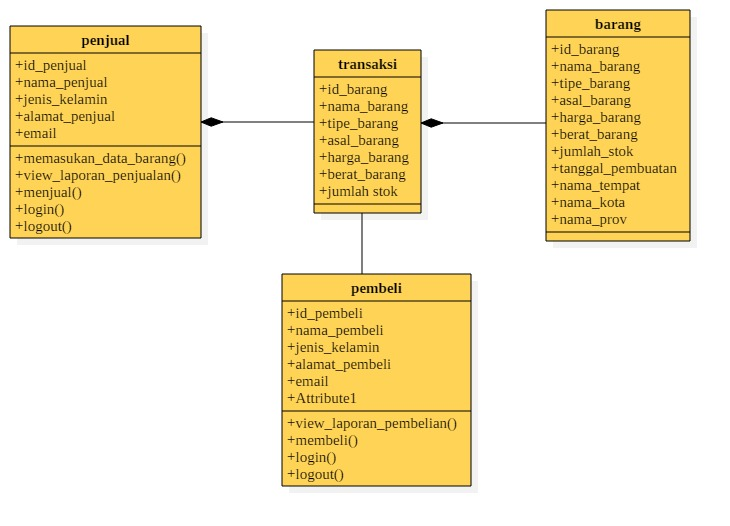 penjual
+id_penjual
+nama_penjual
+jenis_kelamin
+alamat_penjual
+email
+memasukan_data_barang()
+view_laporan_penjualan()
+menjual()
+login()
+logout()
transaksi
+id_barang
+nama_barang
+tipe_barang
+asal_barang
+harga_barang
+berat_barang
+jumlah stok
barang
+id_barang
+nama_barang
+tipe_barang
+asal_barang
+harga_barang
+berat_barang
+jumlah_stok
+tanggal_pembuatan
+nama_tempat
+nama_kota
+nama_prov
pembeli
+id_pembeli
+nama_pembeli
+jenis_kelamin
+alamat_pembeli
+email
+Attribute1
+view_laporan_pembelian()
+membeli()
+login()
+logout()